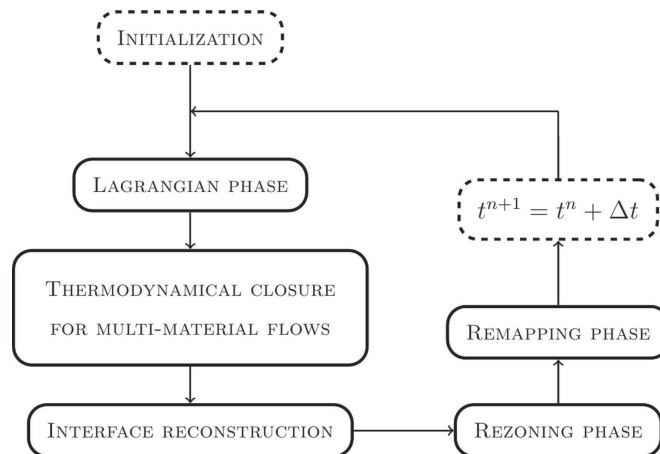 INITIALIZATION
LAGRANGIAN PHASE
THERMODYNAMICAL CLOSURE
FOR MULTI-MATERIAL FLOWS
INTERFACE RECONSTRUCTION
REZONING PHASE
REMAPPING PHASE
t^{n+1} = t^n + Δt